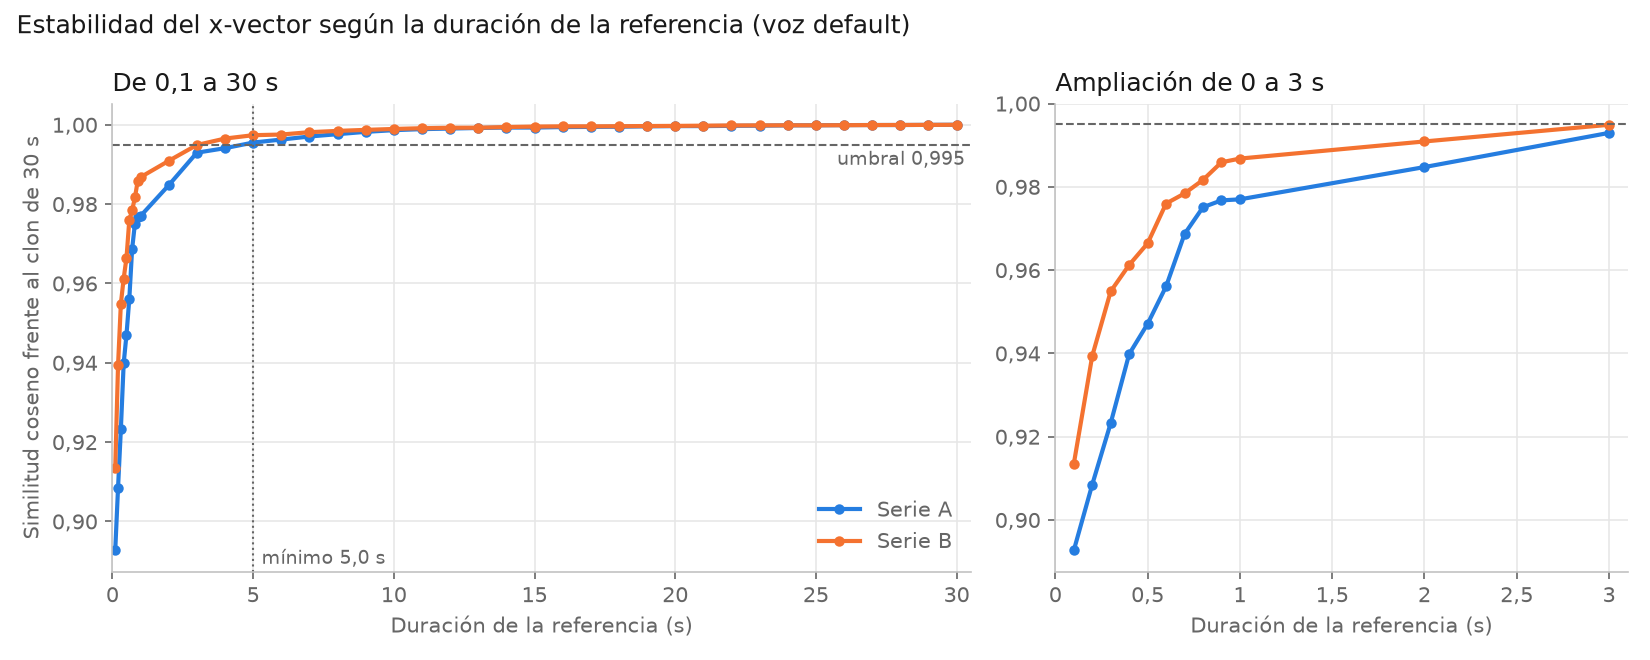 Estabilidad del x-vector según la duración de la referencia (voz default)
De 0,1 a 30 s
Similitud coseno frente al clon de 30 s
1,00
0,98
0,96
0,94
0,92
0,90
umbral 0,995
mínimo 5,0 s
Serie A
Serie B
0 5 10 15 20 25 30
Duración de la referencia (s)
Ampliación de 0 a 3 s
1,00
0,98
0,96
0,94
0,92
0,90
0 0,5 1 1,5 2 2,5 3
Duración de la referencia (s)